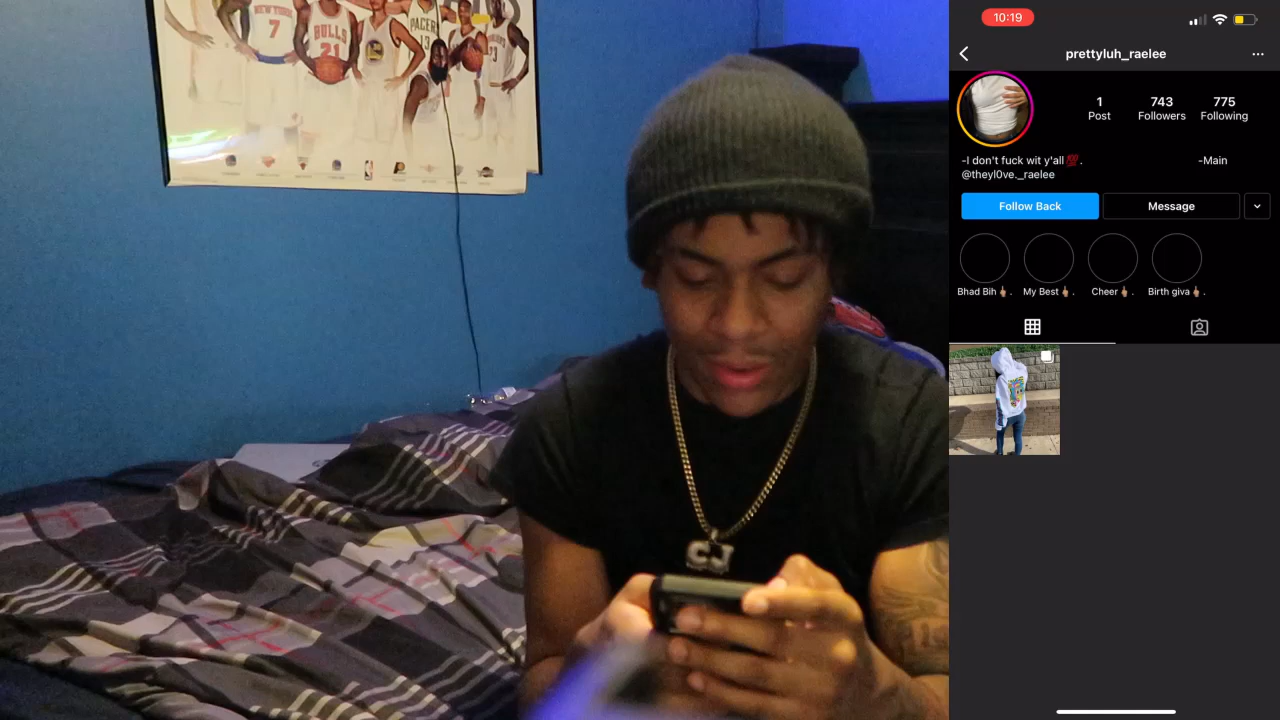 NEW YORK
7
BULLS
21
PACERS
13
CJ
10:19
prettyluh_raelee
1
743
775
Post
Followers
Following
-I don't fuck wit y'all 💯.
-Main
@theyl0ve._raelee
Follow Back
Message
Bhad Bih☝🏽.
My Best☝🏽.
Cheer☝🏽.
Birth giva☝🏽.